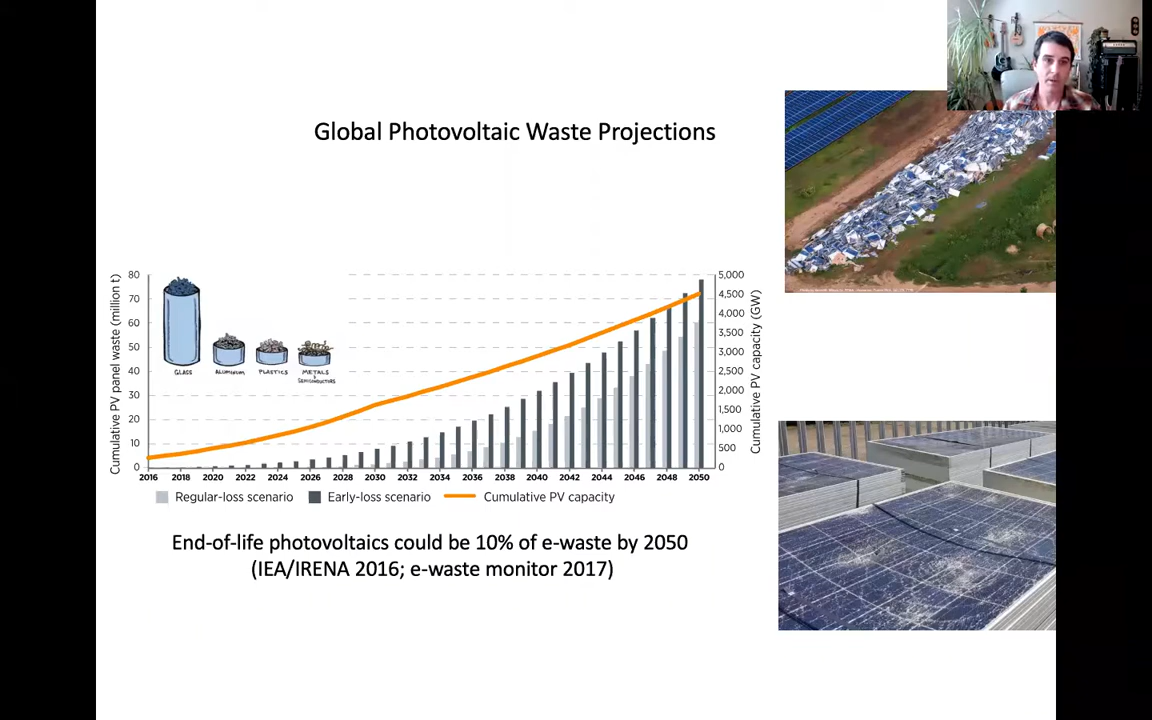 Global Photovoltaic Waste Projections
Cumulative PV panel waste (million t)
80
70
60
50
40
30
20
10
0
GLASS
ALUMINUM
PLASTICS
METALS
SEMICONDUCTORS
5,000
4,500
4,000
3,500
3,000
2,500
2,000
1,500
1,000
500
0
Cumulative PV capacity (GW)
2016 2018 2020 2022 2024 2026 2028 2030 2032 2034 2036 2038 2040 2042 2044 2046 2048 2050
Regular-loss scenario Early-loss scenario Cumulative PV capacity
End-of-life photovoltaics could be 10% of e-waste by 2050
(IEA/IRENA 2016; e-waste monitor 2017)